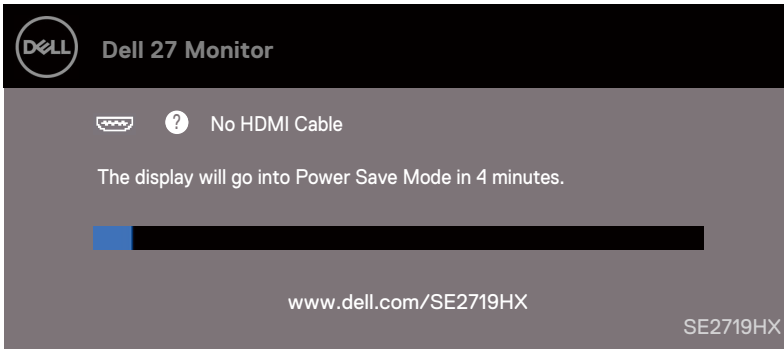 DELL Dell 27 Monitor
? No HDMI Cable
The display will go into Power Save Mode in 4 minutes.
www.dell.com/SE2719HX
SE2719HX